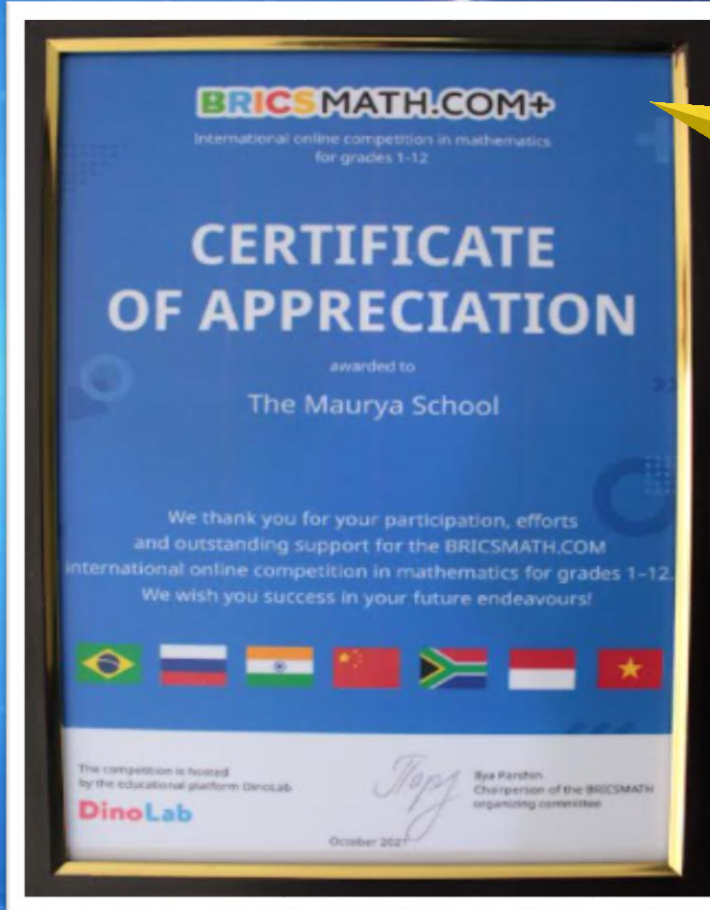 BRICSMATH.COM+
International online competition in mathematics
for grades 1-12
CERTIFICATE
OF APPRECIATION
awarded to
The Maurya School
We thank you for your participation, efforts
and outstanding support for the BRICSMATH.COM
international online competition in mathematics for grades 1–12.
We wish you success in your future endeavours!
The competition is hosted
by the educational platform DinoLab
DinoLab
Ilya Parshin
Chairperson of the BRICSMATH
organizing committee
October 2021